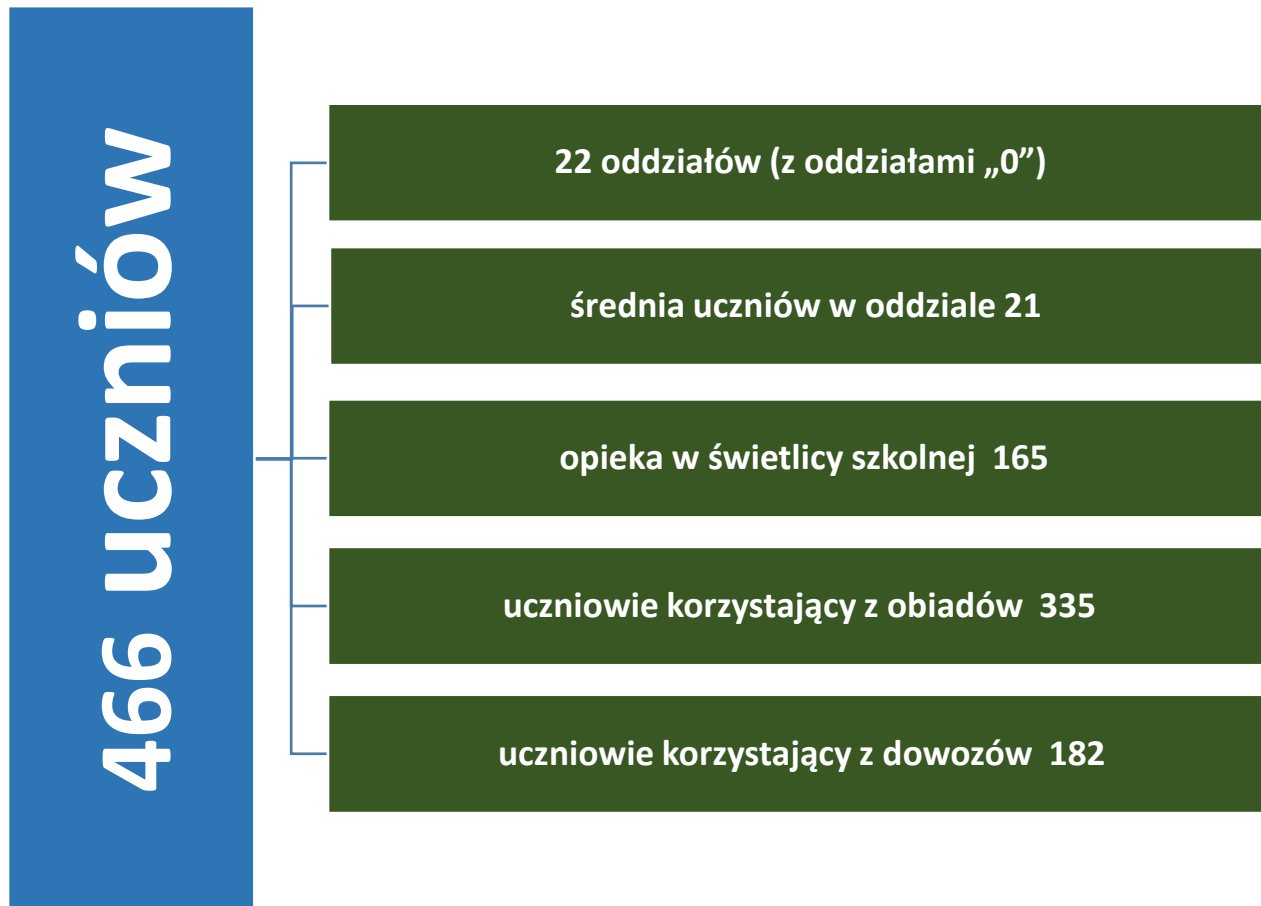 466 uczniów
22 oddziałów (z oddziałami „0”)
średnia uczniów w oddziale 21
opieka w świetlicy szkolnej  165
uczniowie korzystający z obiadów  335
uczniowie korzystający z dowozów  182